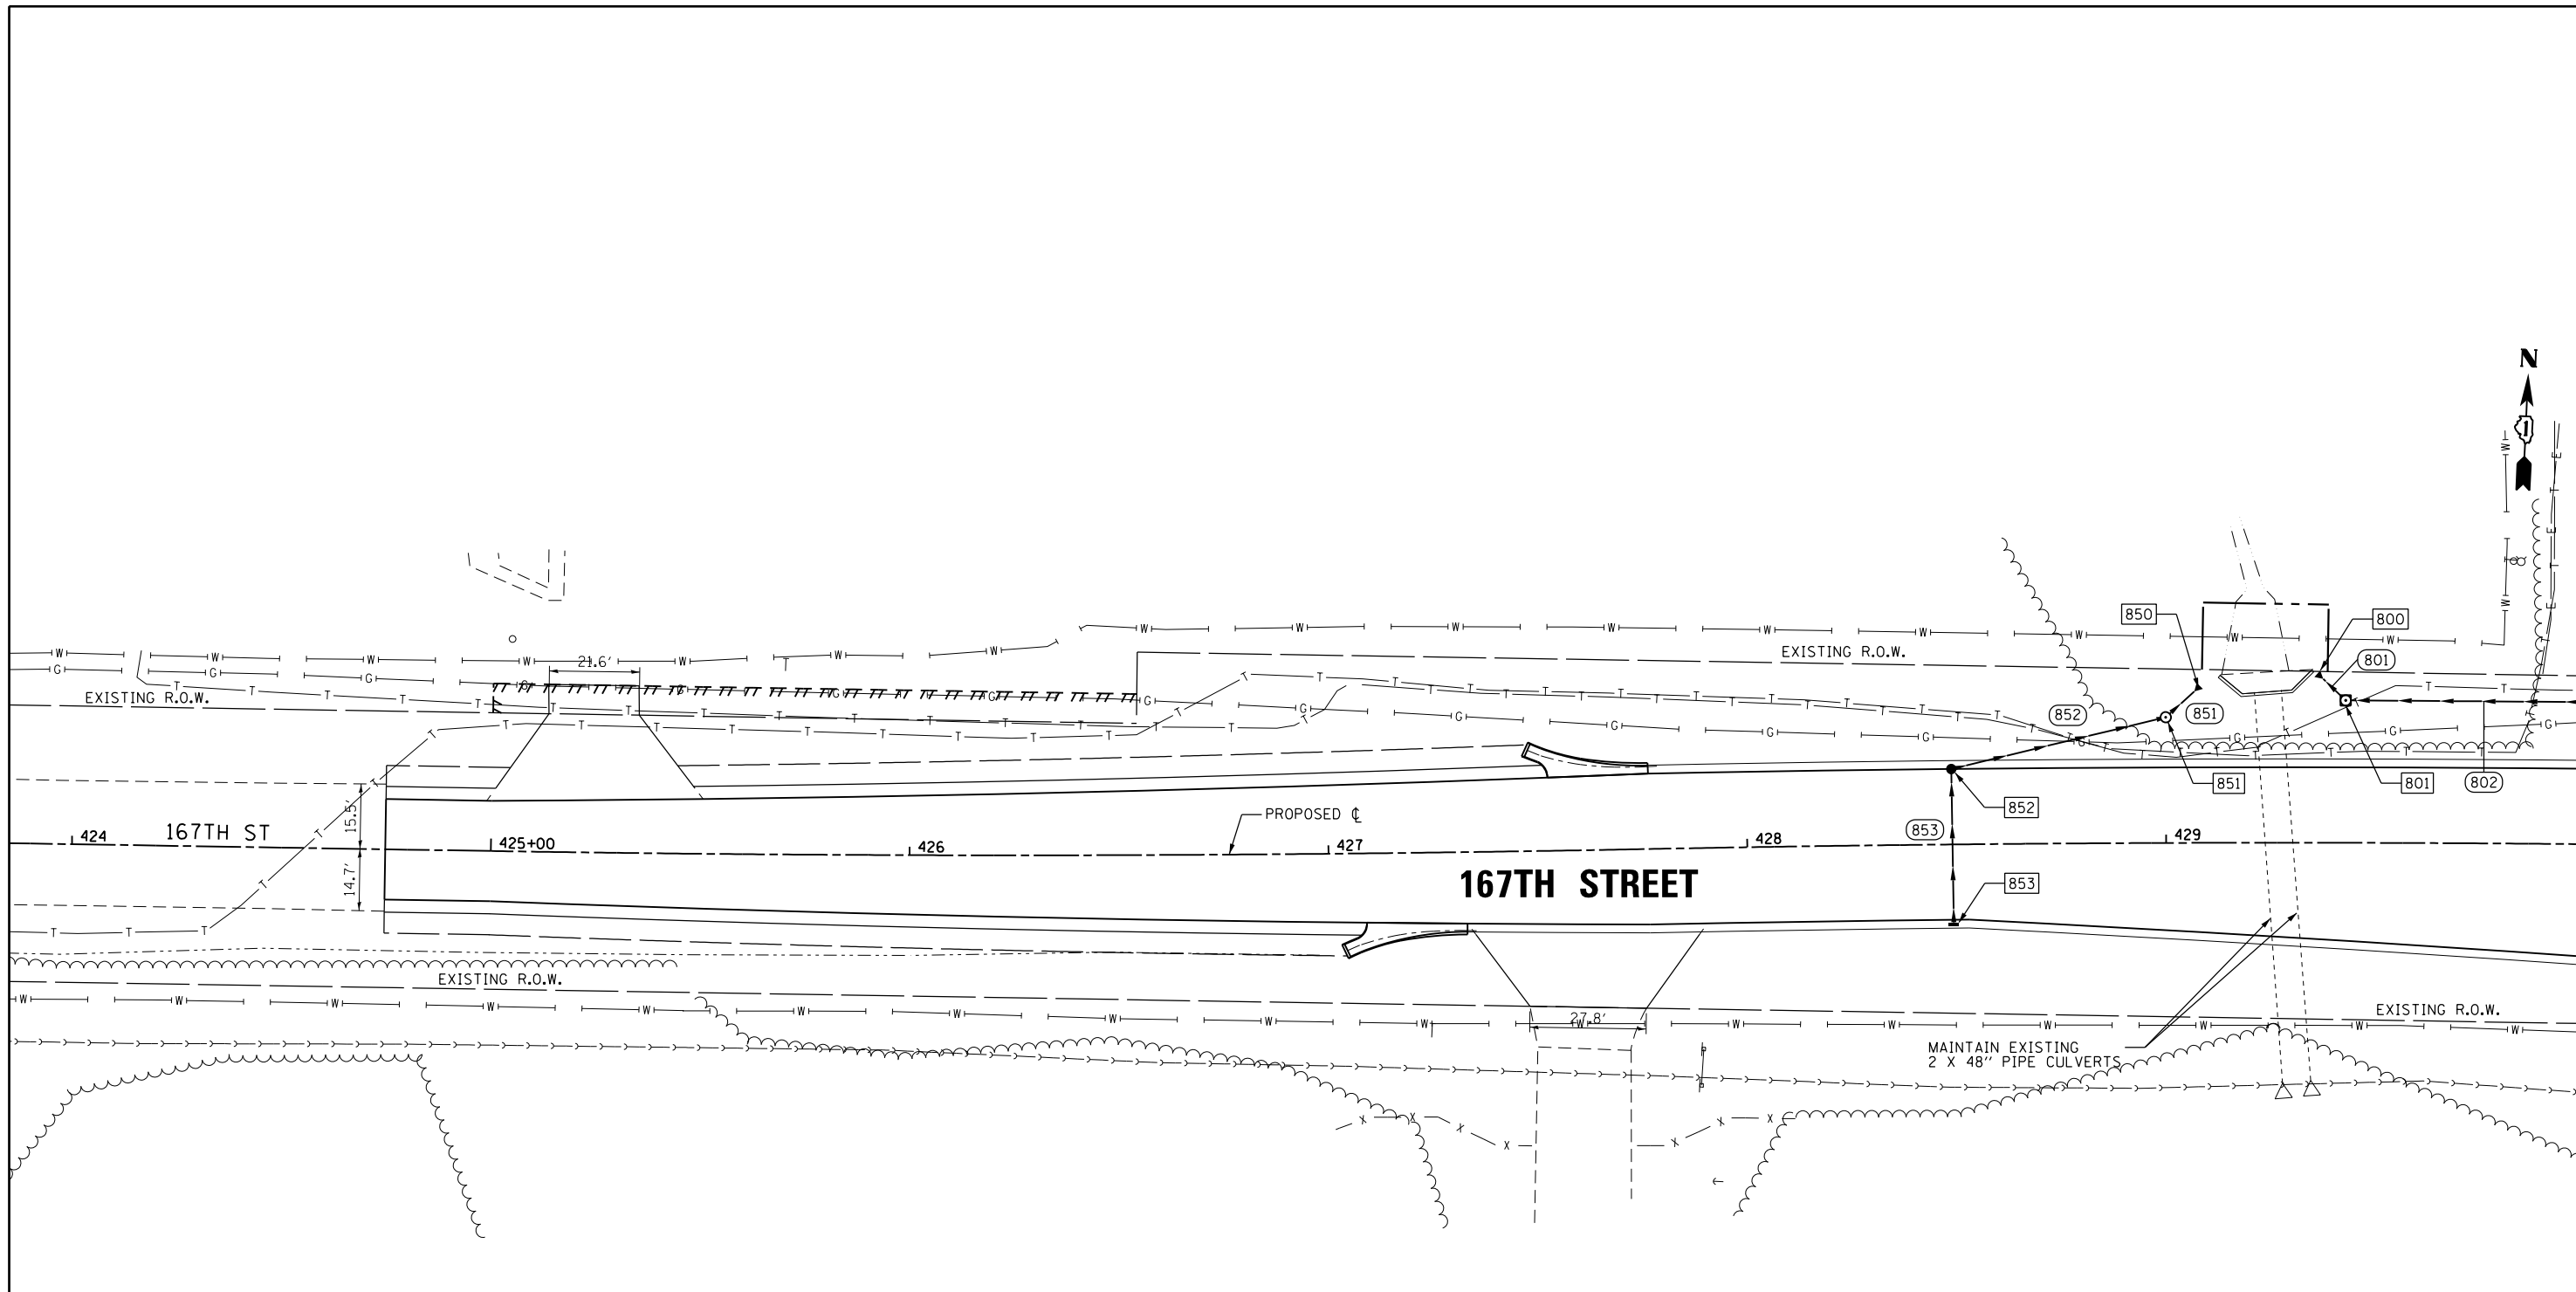 N
1
850
800
EXISTING R.O.W.
801
21.6'
EXISTING R.O.W.
852
851
851
801
802
852
15.5'
167TH ST
PROPOSED ℄
853
424
425+00
426
427
428
429
14.7'
167TH STREET
853
EXISTING R.O.W.
EXISTING R.O.W.
27.8'
MAINTAIN EXISTING
2 X 48" PIPE CULVERTS